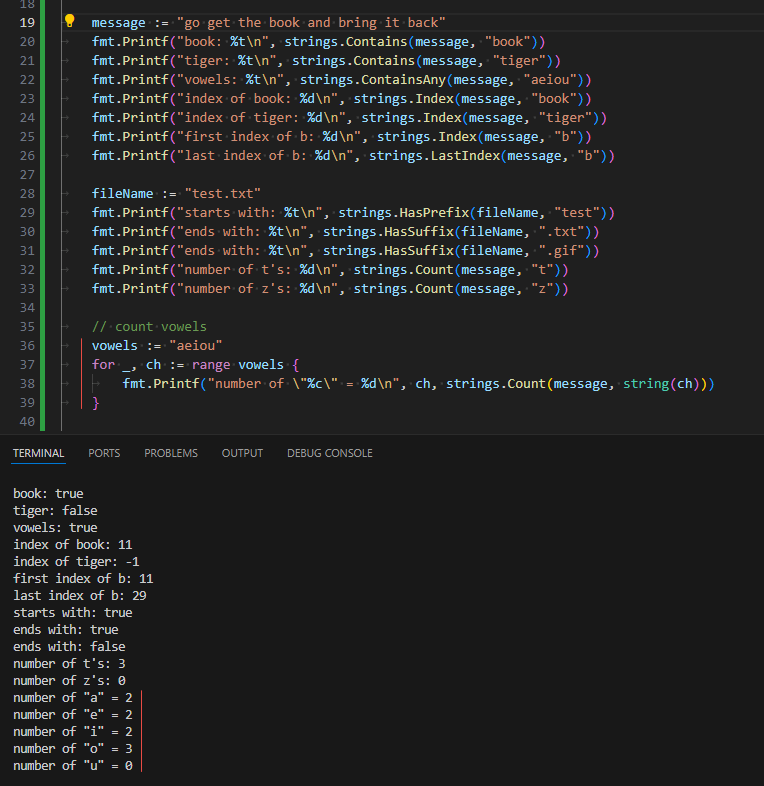 18
19 message := "go get the book and bring it back"
20 fmt.Printf("book: %t\n", strings.Contains(message, "book"))
21 fmt.Printf("tiger: %t\n", strings.Contains(message, "tiger"))
22 fmt.Printf("vowels: %t\n", strings.ContainsAny(message, "aeiou"))
23 fmt.Printf("index of book: %d\n", strings.Index(message, "book"))
24 fmt.Printf("index of tiger: %d\n", strings.Index(message, "tiger"))
25 fmt.Printf("first index of b: %d\n", strings.Index(message, "b"))
26 fmt.Printf("last index of b: %d\n", strings.LastIndex(message, "b"))
27
28 fileName := "test.txt"
29 fmt.Printf("starts with: %t\n", strings.HasPrefix(fileName, "test"))
30 fmt.Printf("ends with: %t\n", strings.HasSuffix(fileName, ".txt"))
31 fmt.Printf("ends with: %t\n", strings.HasSuffix(fileName, ".gif"))
32 fmt.Printf("number of t's: %d\n", strings.Count(message, "t"))
33 fmt.Printf("number of z's: %d\n", strings.Count(message, "z"))
34
35 // count vowels
36 vowels := "aeiou"
37 for _, ch := range vowels {
38 fmt.Printf("number of \"%c\" = %d\n", ch, strings.Count(message, string(ch)))
39 }
40
TERMINAL PORTS PROBLEMS OUTPUT DEBUG CONSOLE
book: true
tiger: false
vowels: true
index of book: 11
index of tiger: -1
first index of b: 11
last index of b: 29
starts with: true
ends with: true
ends with: false
number of t's: 3
number of z's: 0
number of "a" = 2
number of "e" = 2
number of "i" = 2
number of "o" = 3
number of "u" = 0